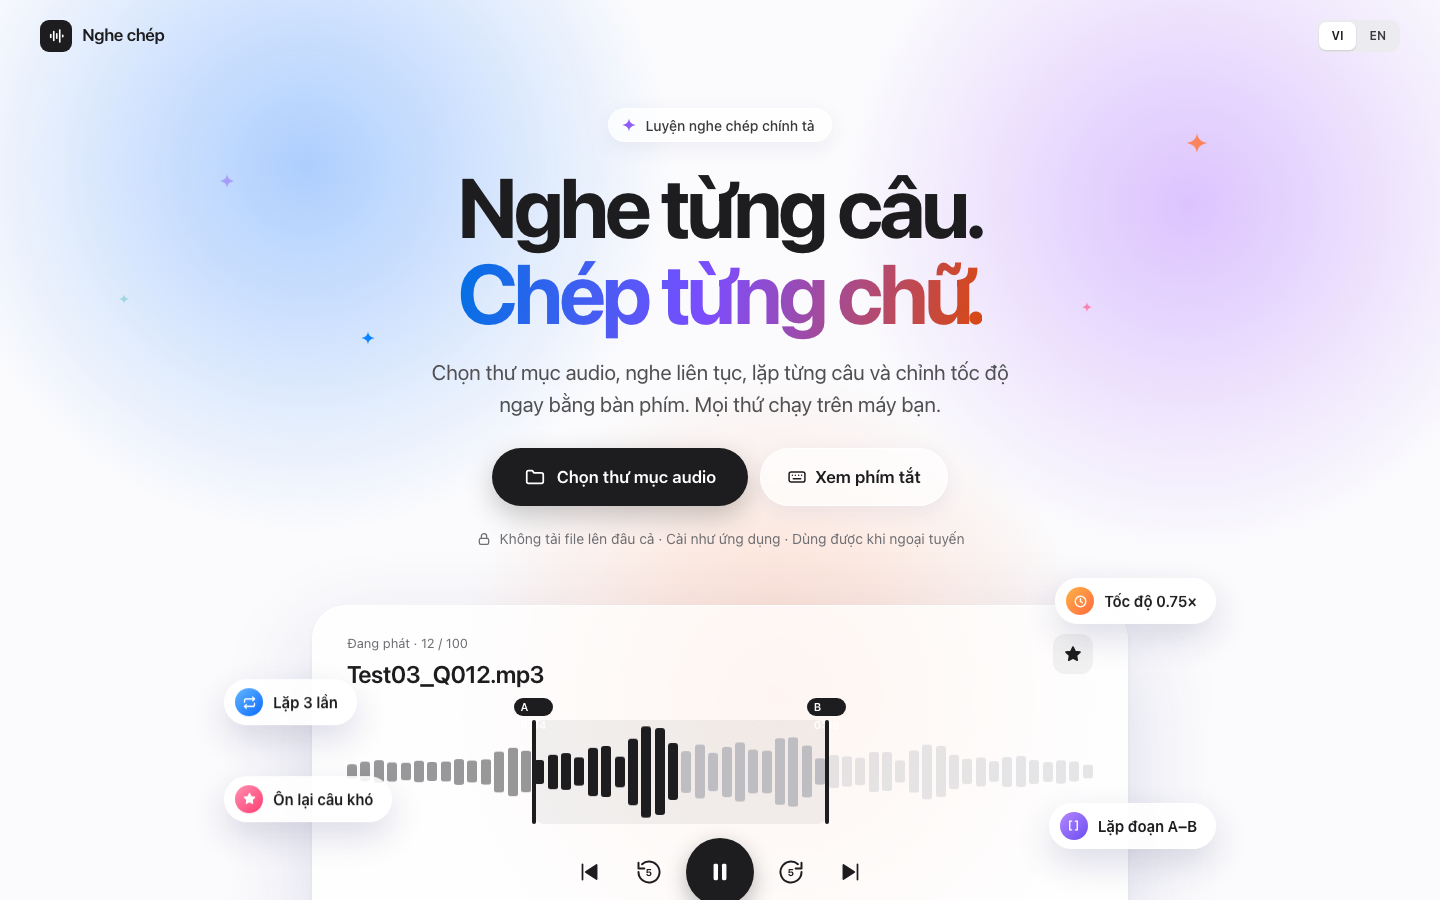 Nghe chép
VI EN
Luyện nghe chép chính tả
Nghe từng câu.
Chép từng chữ.
Chọn thư mục audio, nghe liên tục, lặp từng câu và chỉnh tốc độ
ngay bằng bàn phím. Mọi thứ chạy trên máy bạn.
Chọn thư mục audio
Xem phím tắt
Không tải file lên đâu cả · Cài như ứng dụng · Dùng được khi ngoại tuyến
Tốc độ 0.75×
Đang phát · 12 / 100
Test03_Q012.mp3
Lặp 3 lần
A
B
Ôn lại câu khó
Lặp đoạn A–B
5
5